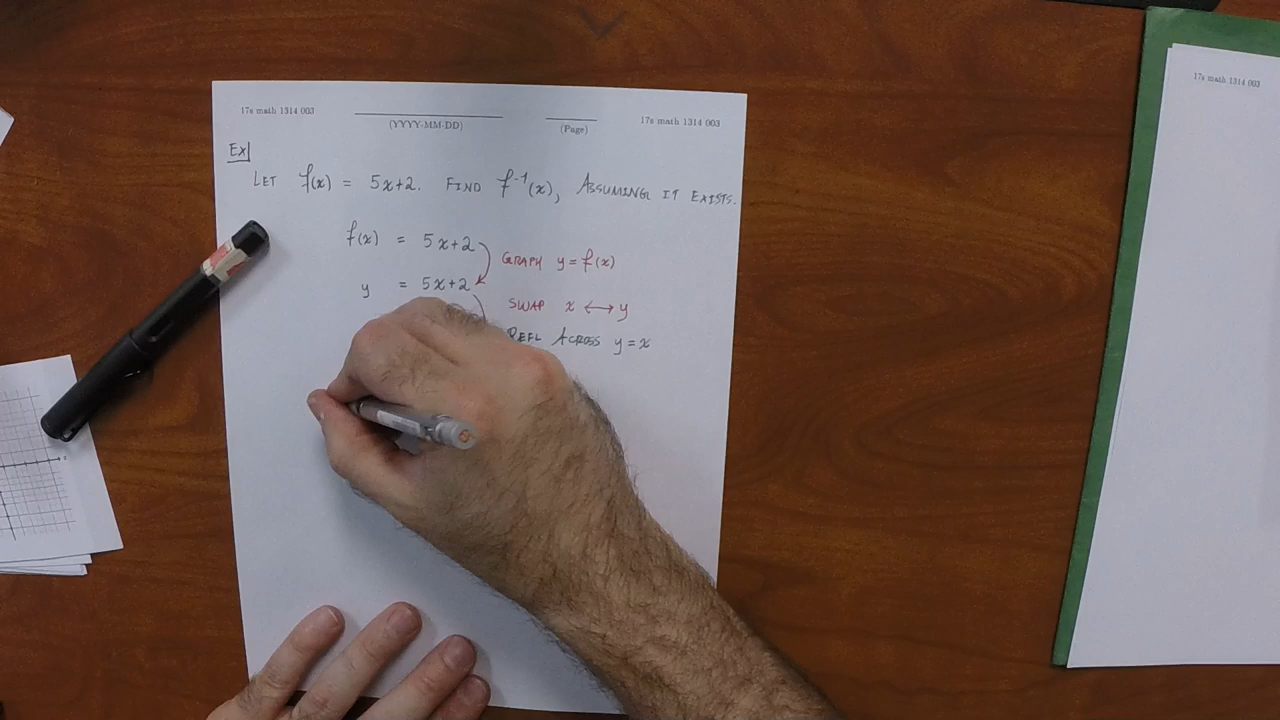 17s math 1314 003
(YYYY-MM-DD)
(Page)
17s math 1314 003
Ex
LET f(x) = 5x+2. FIND f⁻¹(x), ASSUMING IT EXISTS.
f(x) = 5x+2
GRAPH y=f(x)
y = 5x+2
SWAP x ⟷ y
REFL ACROSS y=x
17s math 1314 003